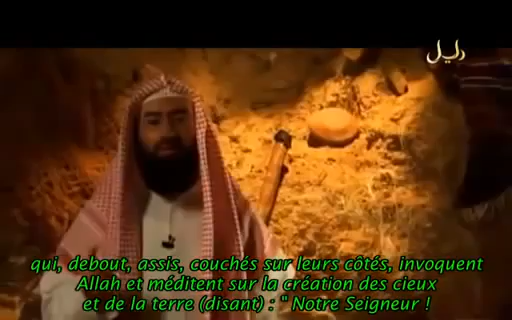 دليل
qui, debout, assis, couchés sur leurs côtés, invoquent
Allah et méditent sur la création des cieux
et de la terre (disant) : " Notre Seigneur !